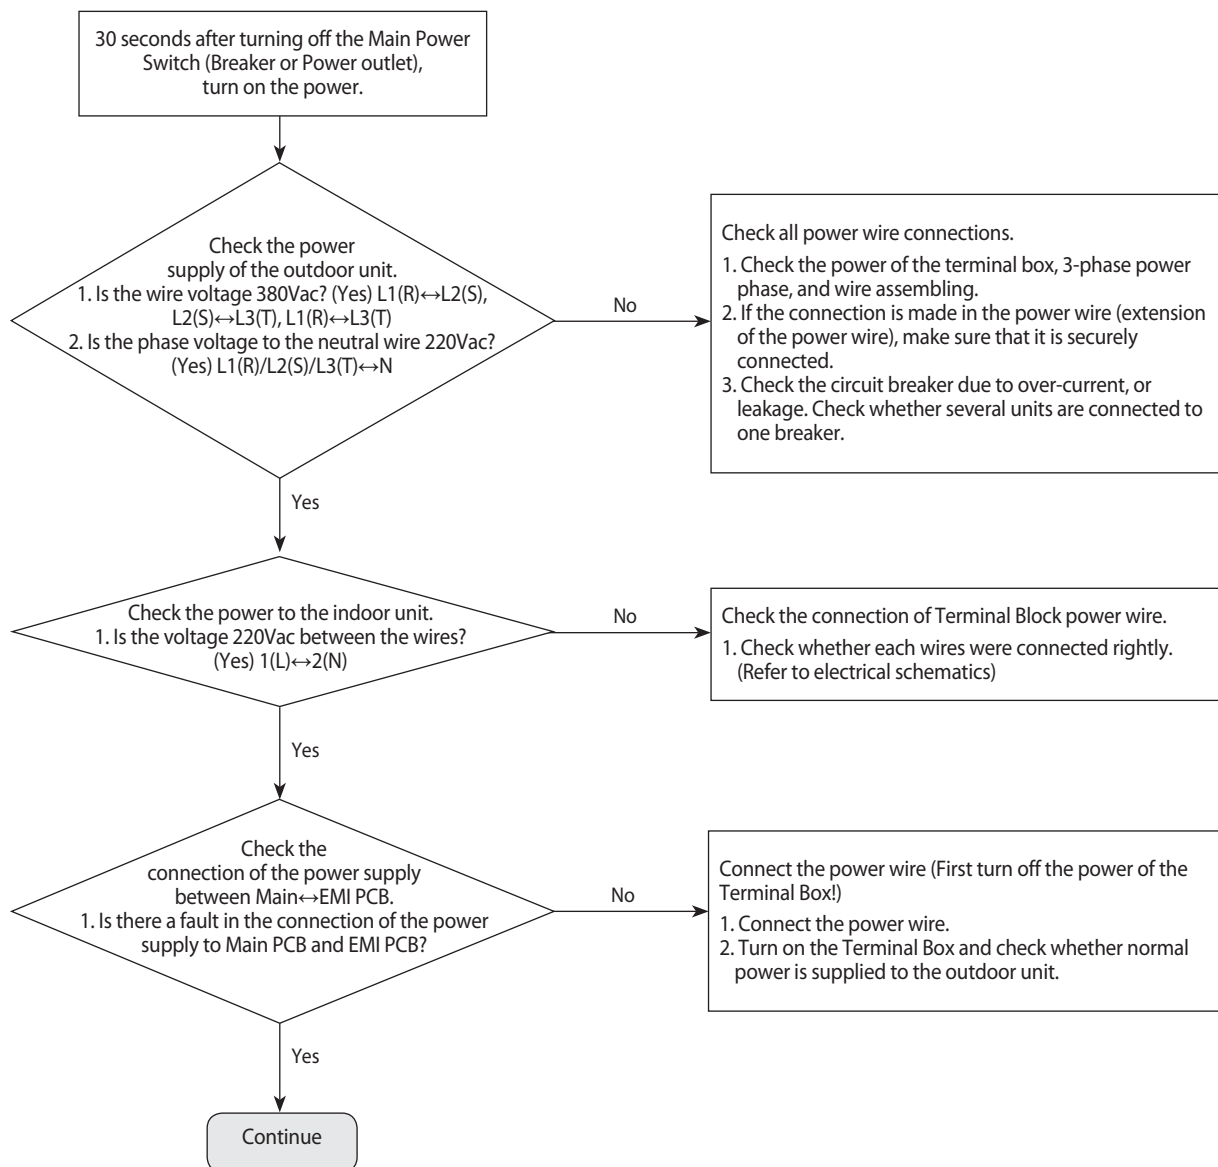 30 seconds after turning off the Main Power
Switch (Breaker or Power outlet),
turn on the power.
Check the power
supply of the outdoor unit.
1. Is the wire voltage 380Vac? (Yes) L1(R)↔L2(S),
L2(S)↔L3(T), L1(R)↔L3(T)
2. Is the phase voltage to the neutral wire 220Vac?
(Yes) L1(R)/L2(S)/L3(T)↔N
No
Check all power wire connections.
1. Check the power of the terminal box, 3-phase power
phase, and wire assembling.
2. If the connection is made in the power wire (extension
of the power wire), make sure that it is securely
connected.
3. Check the circuit breaker due to over-current, or
leakage. Check whether several units are connected to
one breaker.
Yes
Check the power to the indoor unit.
1. Is the voltage 220Vac between the wires?
(Yes) 1(L)↔2(N)
No
Check the connection of Terminal Block power wire.
1. Check whether each wires were connected rightly.
(Refer to electrical schematics)
Yes
Check the
connection of the power supply
between Main↔EMI PCB.
1. Is there a fault in the connection of the power
supply to Main PCB and EMI PCB?
No
Connect the power wire (First turn off the power of the
Terminal Box!)
1. Connect the power wire.
2. Turn on the Terminal Box and check whether normal
power is supplied to the outdoor unit.
Yes
Continue